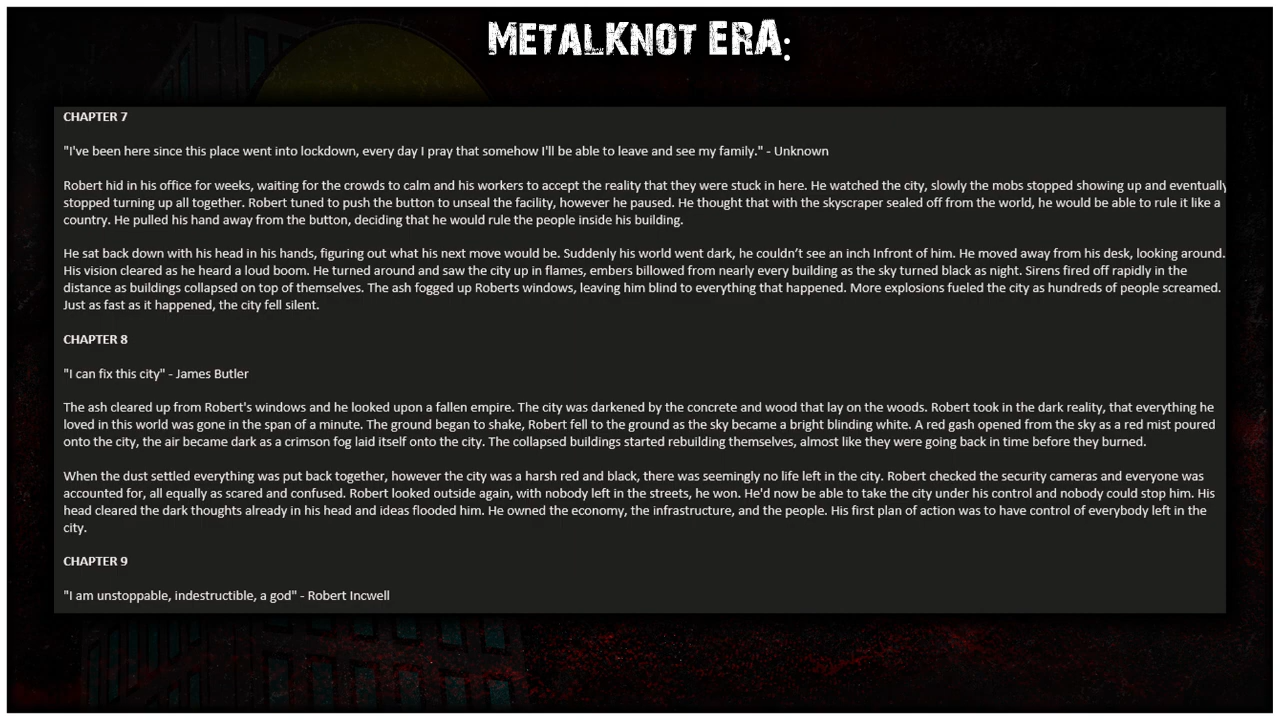 METALKNOT ERA:
CHAPTER 7
"I've been here since this place went into lockdown, every day I pray that somehow I'll be able to leave and see my family." - Unknown
Robert hid in his office for weeks, waiting for the crowds to calm and his workers to accept the reality that they were stuck in here. He watched the city, slowly the mobs stopped showing up and eventually
stopped turning up all together. Robert tuned to push the button to unseal the facility, however he paused. He thought that with the skyscraper sealed off from the world, he would be able to rule it like a
country. He pulled his hand away from the button, deciding that he would rule the people inside his building.
He sat back down with his head in his hands, figuring out what his next move would be. Suddenly his world went dark, he couldn’t see an inch Infront of him. He moved away from his desk, looking around.
His vision cleared as he heard a loud boom. He turned around and saw the city up in flames, embers billowed from nearly every building as the sky turned black as night. Sirens fired off rapidly in the
distance as buildings collapsed on top of themselves. The ash fogged up Roberts windows, leaving him blind to everything that happened. More explosions fueled the city as hundreds of people screamed.
Just as fast as it happened, the city fell silent.
CHAPTER 8
"I can fix this city" - James Butler
The ash cleared up from Robert's windows and he looked upon a fallen empire. The city was darkened by the concrete and wood that lay on the woods. Robert took in the dark reality, that everything he
loved in this world was gone in the span of a minute. The ground began to shake, Robert fell to the ground as the sky became a bright blinding white. A red gash opened from the sky as a red mist poured
onto the city, the air became dark as a crimson fog laid itself onto the city. The collapsed buildings started rebuilding themselves, almost like they were going back in time before they burned.
When the dust settled everything was put back together, however the city was a harsh red and black, there was seemingly no life left in the city. Robert checked the security cameras and everyone was
accounted for, all equally as scared and confused. Robert looked outside again, with nobody left in the streets, he won. He'd now be able to take the city under his control and nobody could stop him. His
head cleared the dark thoughts already in his head and ideas flooded him. He owned the economy, the infrastructure, and the people. His first plan of action was to have control of everybody left in the
city.
CHAPTER 9
"I am unstoppable, indestructible, a god" - Robert Incwell